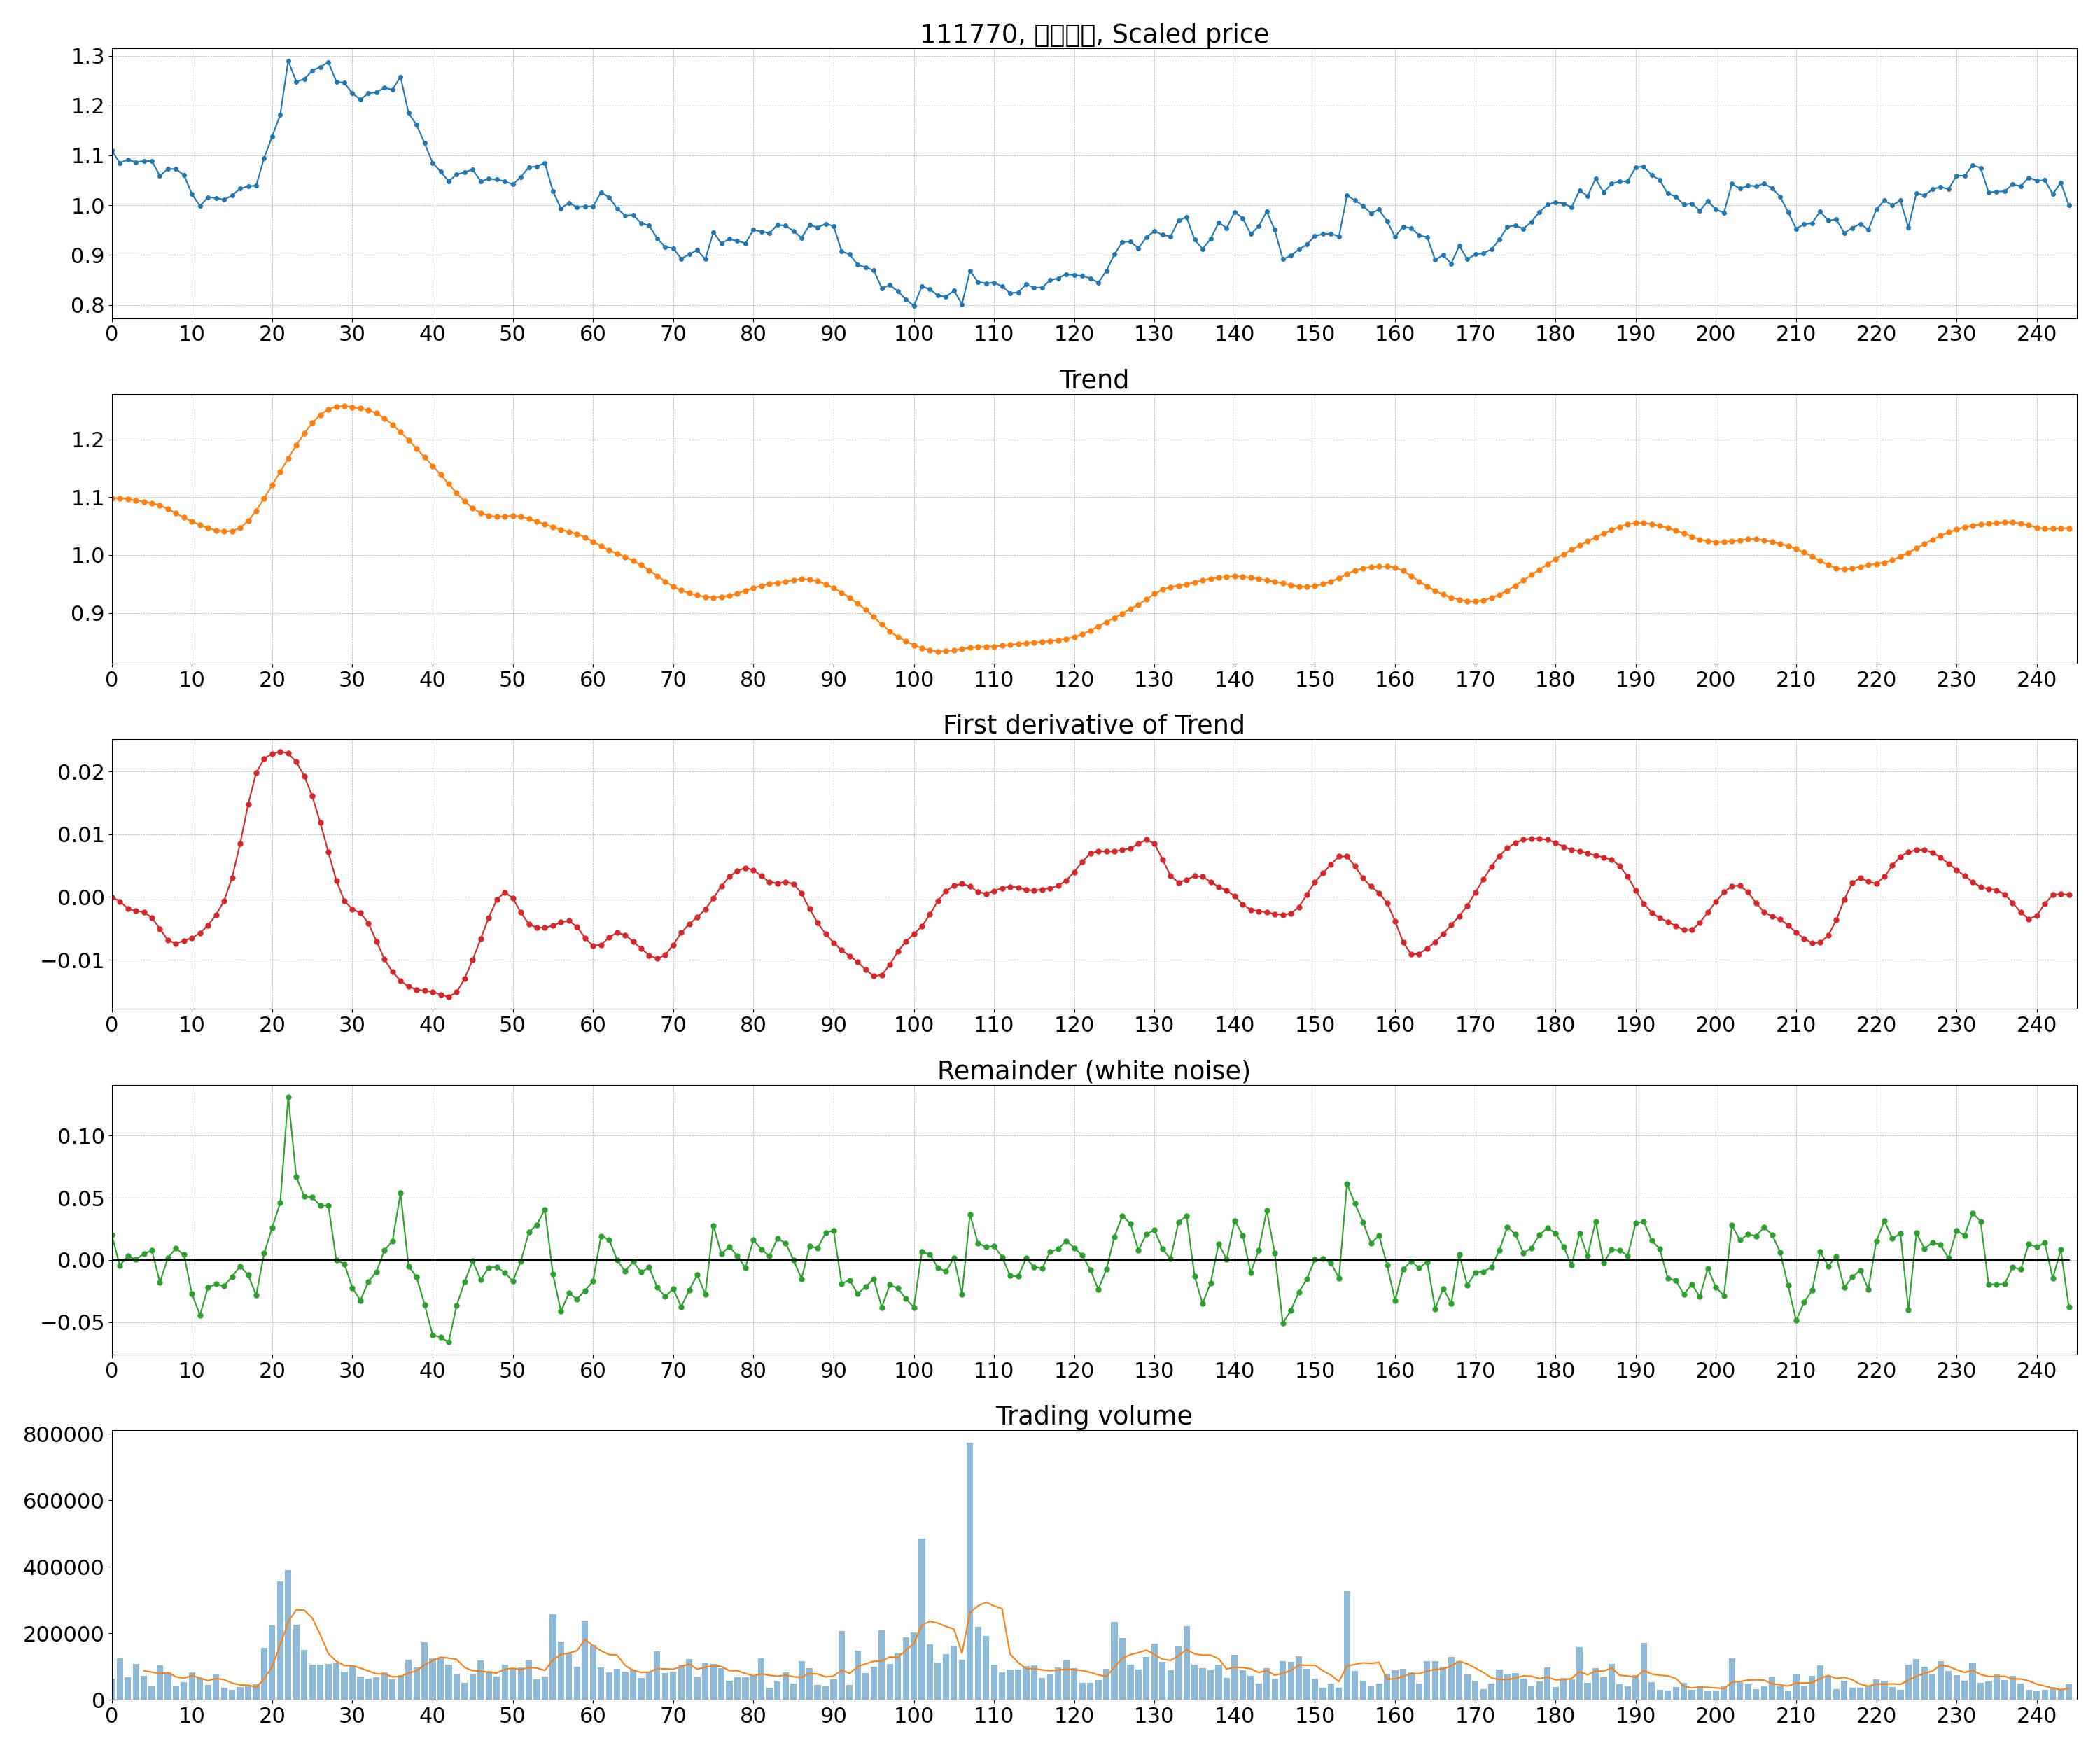 111770, □□□□, Scaled price
1.3
1.2
1.1
1.0
0.9
0.8
0 10 20 30 40 50 60 70 80 90 100 110 120 130 140 150 160 170 180 190 200 210 220 230 240
Trend
1.2
1.1
1.0
0.9
0 10 20 30 40 50 60 70 80 90 100 110 120 130 140 150 160 170 180 190 200 210 220 230 240
First derivative of Trend
0.02
0.01
0.00
−0.01
0 10 20 30 40 50 60 70 80 90 100 110 120 130 140 150 160 170 180 190 200 210 220 230 240
Remainder (white noise)
0.10
0.05
0.00
−0.05
0 10 20 30 40 50 60 70 80 90 100 110 120 130 140 150 160 170 180 190 200 210 220 230 240
Trading volume
800000
600000
400000
200000
0
0 10 20 30 40 50 60 70 80 90 100 110 120 130 140 150 160 170 180 190 200 210 220 230 240